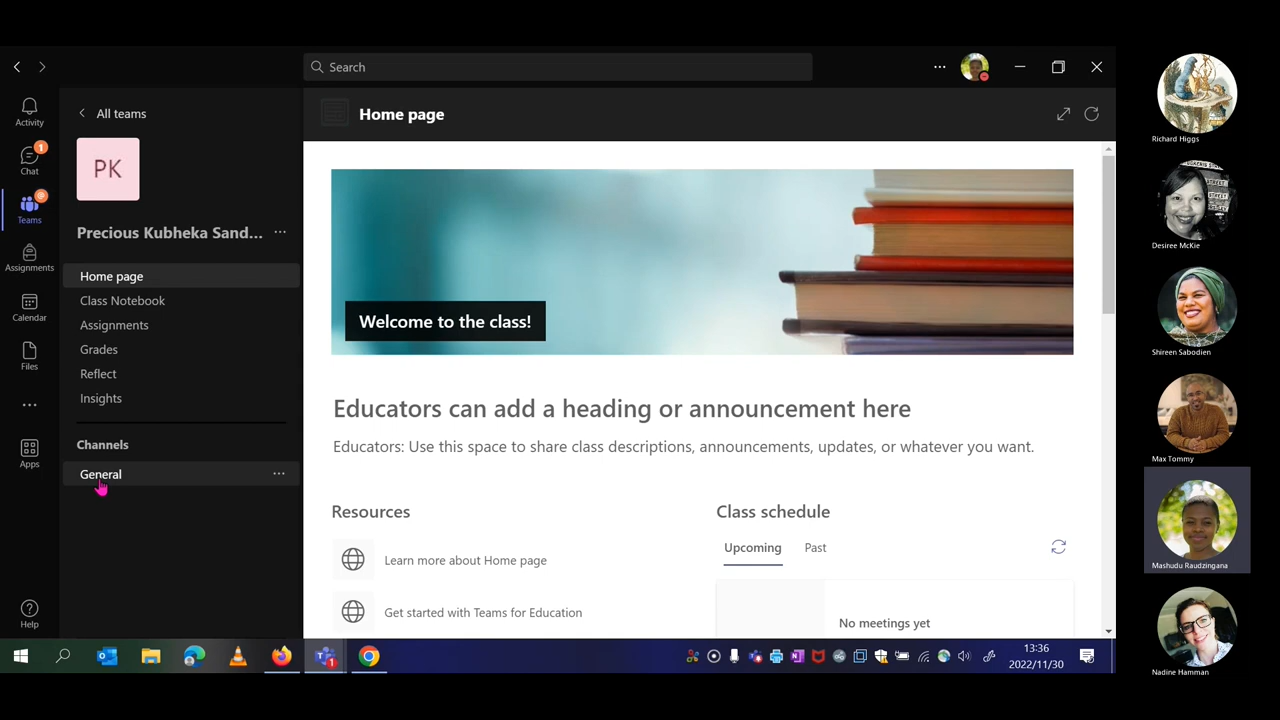 Search
Activity
Chat
1
Teams
Assignments
Calendar
Files
Apps
Help
All teams
PK
Precious Kubheka Sand...
Home page
Class Notebook
Assignments
Grades
Reflect
Insights
Channels
General
Home page
Welcome to the class!
Educators can add a heading or announcement here
Educators: Use this space to share class descriptions, announcements, updates, or whatever you want.
Resources
Learn more about Home page
Get started with Teams for Education
Class schedule
Upcoming Past
No meetings yet
13:36
2022/11/30
Richard Higgs
Desiree McKie
Shireen Sabodien
Max Tommy
Mashudu Raudzingana
Nadine Hamman